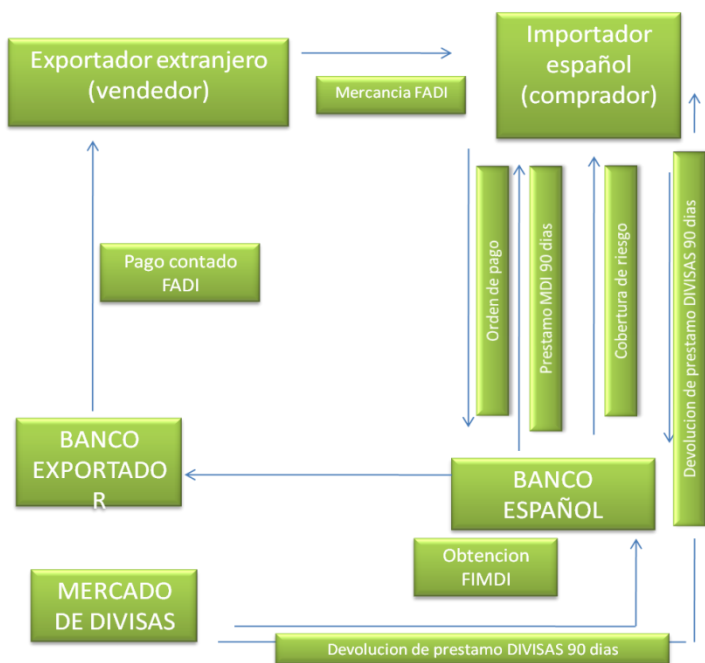 Exportador extranjero
(vendedor)
Mercancia FADI
Importador
español
(comprador)
Pago contado
FADI
Orden de pago
Prestamo MDI 90 dias
Cobertura de riesgo
Devolucion de prestamo DIVISAS 90 dias
BANCO
EXPORTADO
R
BANCO
ESPAÑOL
Obtencion
FIMDI
MERCADO
DE DIVISAS
Devolucion de prestamo DIVISAS 90 dias